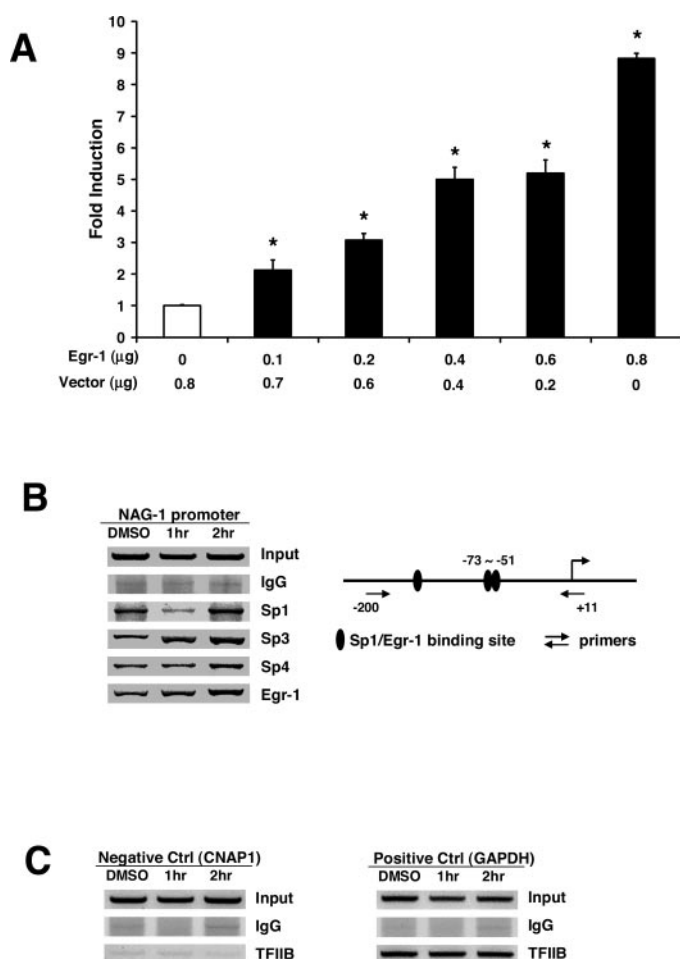 A
10
9
8
7
6
5
4
3
2
1
0
Fold Induction
* * * * *
Egr-1 (μg) 0 0.1 0.2 0.4 0.6 0.8
Vector (μg) 0.8 0.7 0.6 0.4 0.2 0
B
NAG-1 promoter
DMSO 1hr 2hr
Input
IgG
Sp1
Sp3
Sp4
Egr-1
-73 ~ -51
-200 +11
Sp1/Egr-1 binding site primers
C
Negative Ctrl (CNAP1)
DMSO 1hr 2hr
Input
IgG
TFIIB
Positive Ctrl (GAPDH)
DMSO 1hr 2hr
Input
IgG
TFIIB